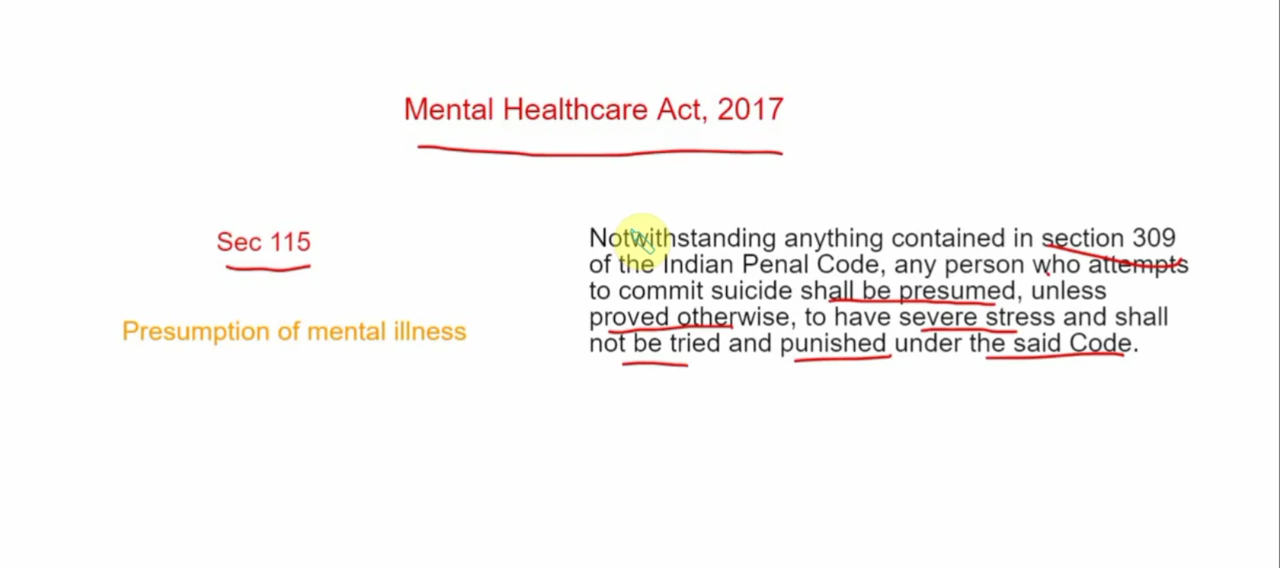 Mental Healthcare Act, 2017
Sec 115
Presumption of mental illness
Notwithstanding anything contained in section 309
of the Indian Penal Code, any person who attempts
to commit suicide shall be presumed, unless
proved otherwise, to have severe stress and shall
not be tried and punished under the said Code.